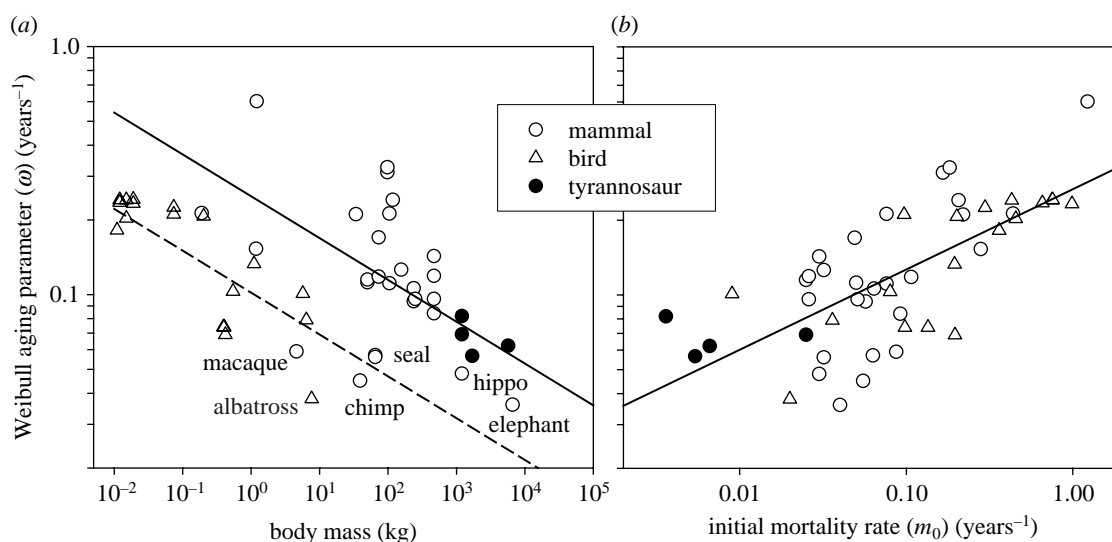 (a)
(b)
1.0
0.1
Weibull aging parameter (ω) (years⁻¹)
mammal
bird
tyrannosaur
macaque
seal
hippo
albatross
chimp
elephant
10⁻² 10⁻¹ 10⁰ 10¹ 10² 10³ 10⁴ 10⁵
0.01 0.10 1.00
body mass (kg)
initial mortality rate (m₀) (years⁻¹)